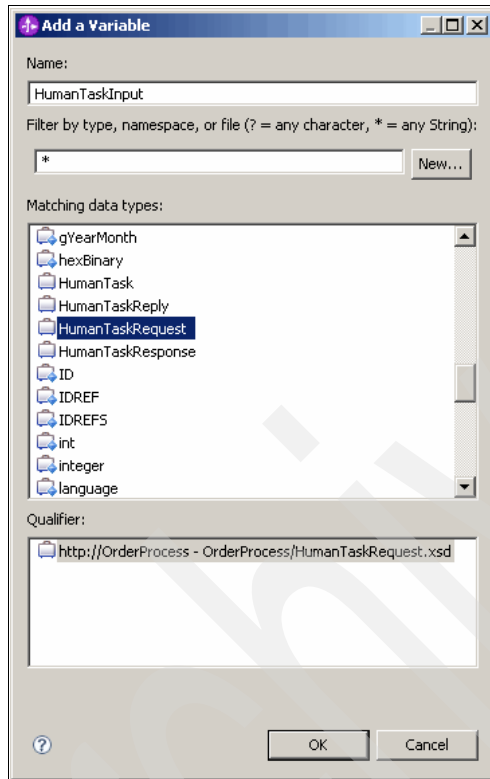 Add a Variable
Name:
HumanTaskInput
Filter by type, namespace, or file (? = any character, * = any String):
*
New...
Matching data types:
gYearMonth
hexBinary
HumanTask
HumanTaskReply
HumanTaskRequest
HumanTaskResponse
ID
IDREF
IDREFS
int
integer
language
Qualifier:
http://OrderProcess - OrderProcess/HumanTaskRequest.xsd
?
OK Cancel